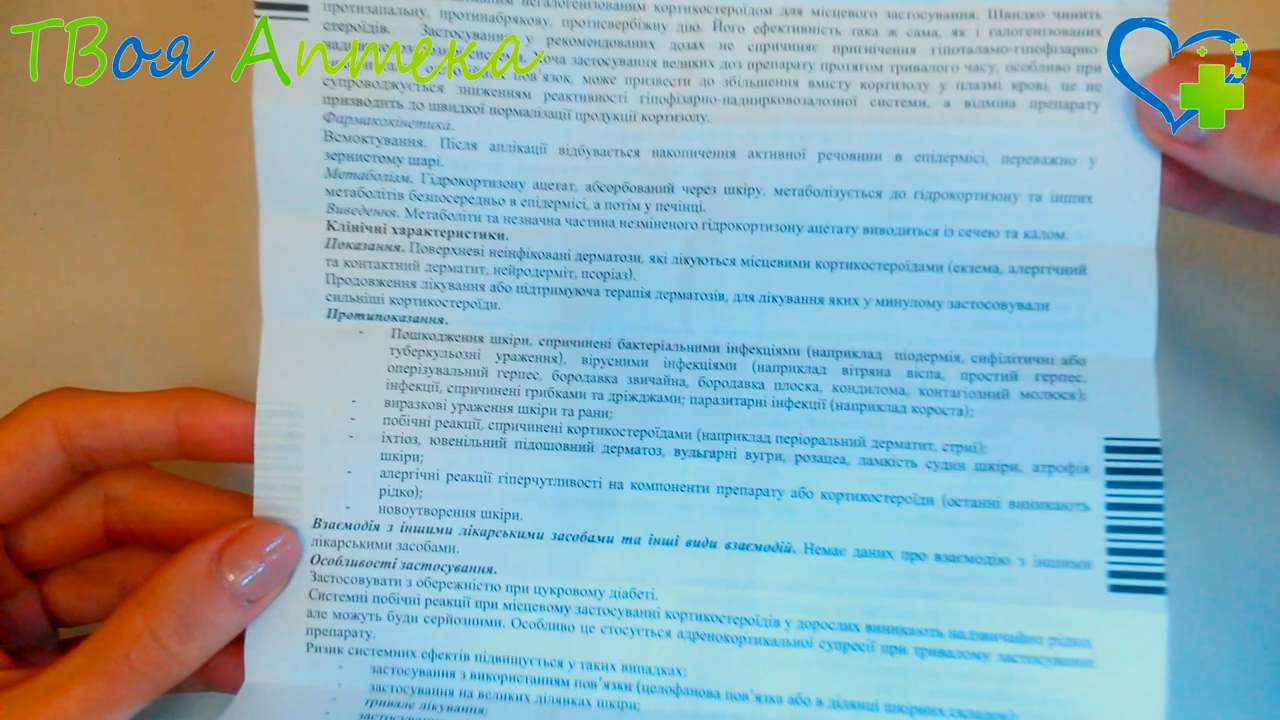 ТВоя Аптека
негалогенізованим кортикостероїдом для місцевого застосування. Швидко чинить
протизапальну, протинабрякову, протисвербіжну дію. Його ефективність така ж сама, як і галогенізованих
стероїдів. Застосування у рекомендованих дозах не спричиняє пригнічення гіпоталамо-гіпофізарно-
застосування великих доз препарату протягом тривалого часу, особливо при
пов’язок, може призвести до збільшення вмісту кортизолу у плазмі крові, це не
супроводжується зниженням реактивності гіпофізарно-наднирковозалозної системи, а відміна препарату
призводить до швидкої нормалізації продукції кортизолу.
Фармакокінетика.
Всмоктування. Після аплікації відбувається накопичення активної речовини в епідермісі, переважно у
зернистому шарі.
Метаболізм. Гідрокортизону ацетат, абсорбований через шкіру, метаболізується до гідрокортизону та інших
метаболітів безпосередньо в епідермісі, а потім у печінці.
Виведення. Метаболіти та незначна частина незміненого гідрокортизону ацетату виводиться із сечею та калом.
Клінічні характеристики.
Показання. Поверхневі неінфіковані дерматози, які лікуються місцевими кортикостероїдами (екзема, алергічний
та контактний дерматит, нейродерміт, псоріаз).
Продовження лікування або підтримуюча терапія дерматозів, для лікування яких у минулому застосовували
сильніші кортикостероїди.
Протипоказання.
- Пошкодження шкіри, спричинені бактеріальними інфекціями (наприклад піодермія, сифілітичні або
туберкульозні ураження), вірусними інфекціями (наприклад вітряна віспа, простий герпес,
оперізувальний герпес, бородавка звичайна, бородавка плоска, кондилома, контагіозний молюск);
інфекції, спричинені грибками та дріжджами; паразитарні інфекції (наприклад короста);
- виразкові ураження шкіри та рани;
- побічні реакції, спричинені кортикостероїдами (наприклад періоральний дерматит, стрії);
- іхтіоз, ювенільний підошовний дерматоз, вульгарні вугри, розацеа, ламкість судин шкіри, атрофія
шкіри;
- алергічні реакції гіперчутливості на компоненти препарату або кортикостероїди (останні виникають
рідко);
- новоутворення шкіри.
Взаємодія з іншими лікарськими засобами та інші види взаємодій. Немає даних про взаємодію з іншими
лікарськими засобами.
Особливості застосування.
Застосовувати з обережністю при цукровому діабеті.
Системні побічні реакції при місцевому застосуванні кортикостероїдів у дорослих виникають надзвичайно рідко,
але можуть буди серйозними. Особливо це стосується адренокортикальної супресії при тривалому застосуванні
препарату.
Ризик системних ефектів підвищується у таких випадках:
- застосування з використанням пов’язки (целофанова пов’язка або в ділянці шкірних складок);
- застосування на великих ділянках шкіри;
- тривале лікування;
- застосування